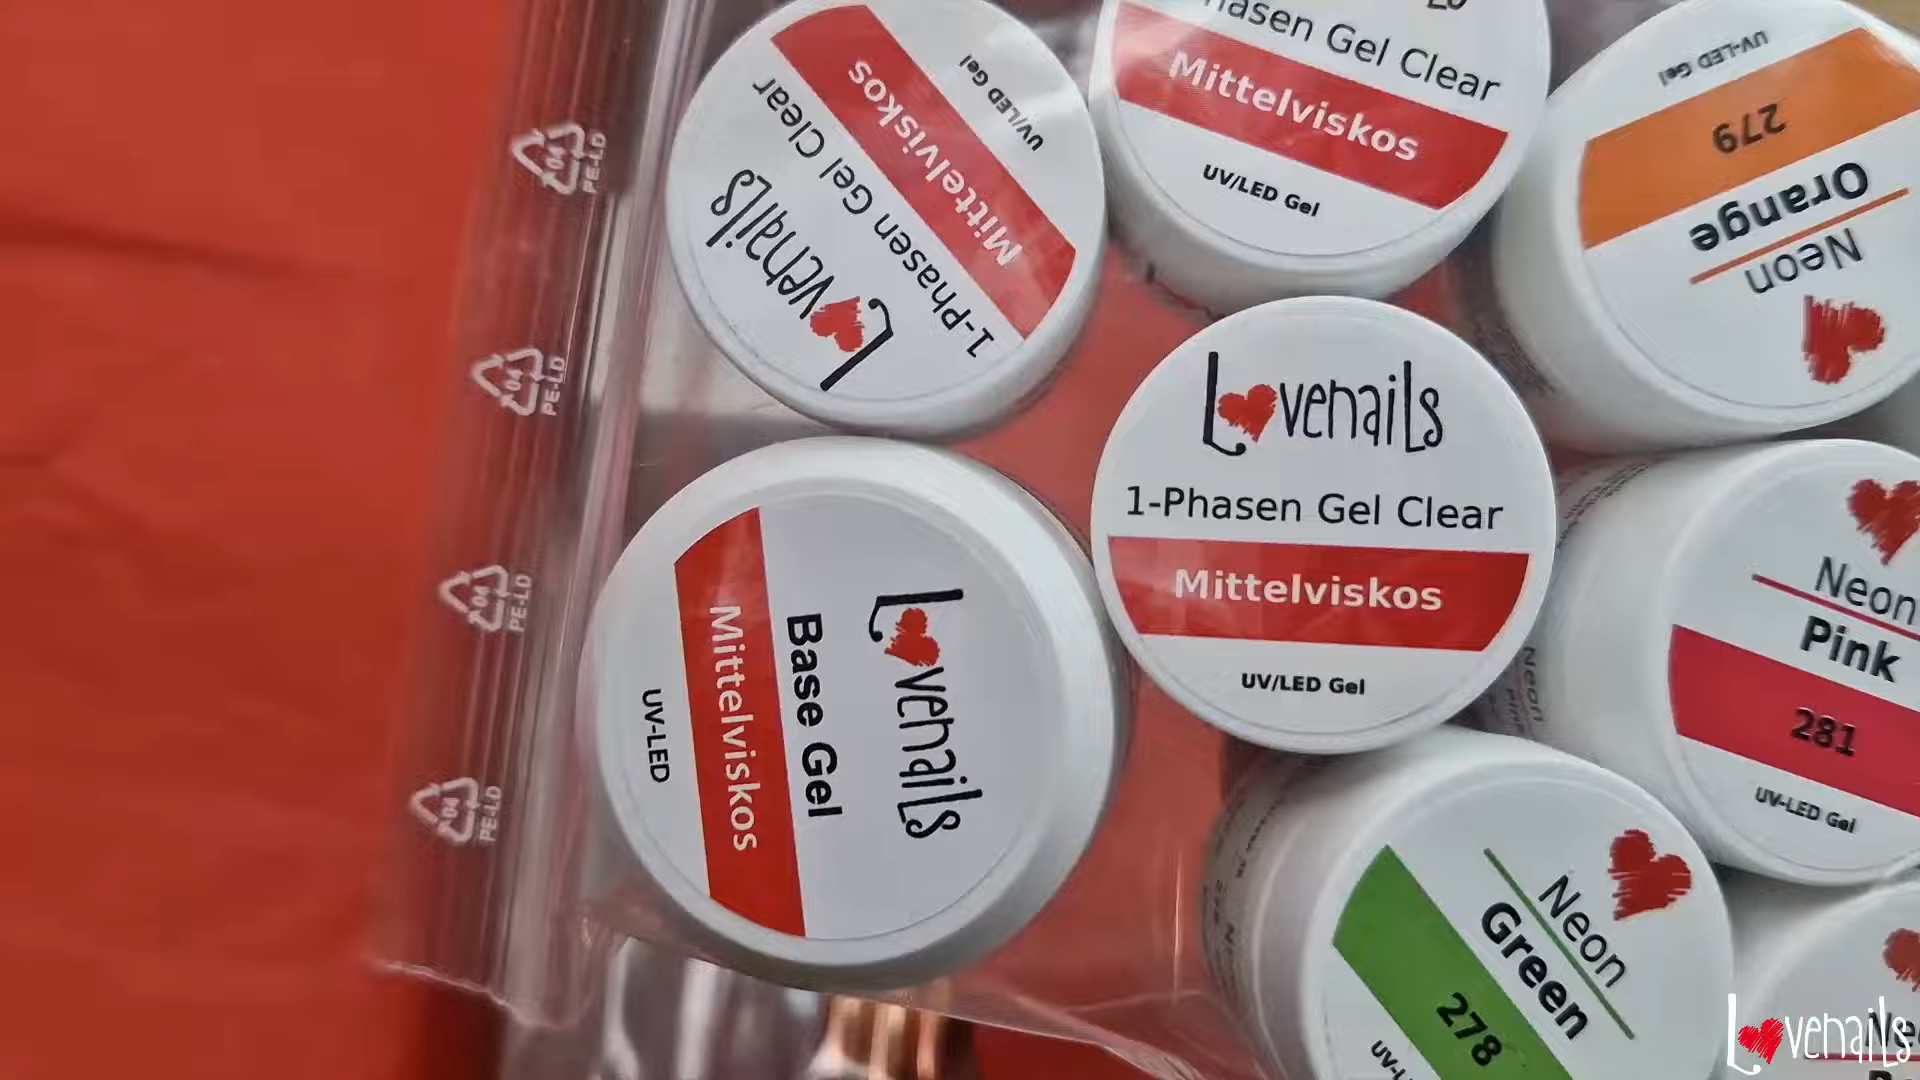 Lovenails
1-Phasen Gel Clear
Mittelviskos
UV/LED Gel
Phasen Gel Clear
Mittelviskos
UV/LED Gel
Neon
Orange
279
UV-LED Gel
04
PE-LD
04
PE-LD
04
PE-LD
04
PE-LD
Lovenails
1-Phasen Gel Clear
Mittelviskos
UV/LED Gel
Lovenails
Base Gel
Mittelviskos
UV-LED
Neon
Pink
281
UV-LED Gel
Neon
Green
278
Lovenails